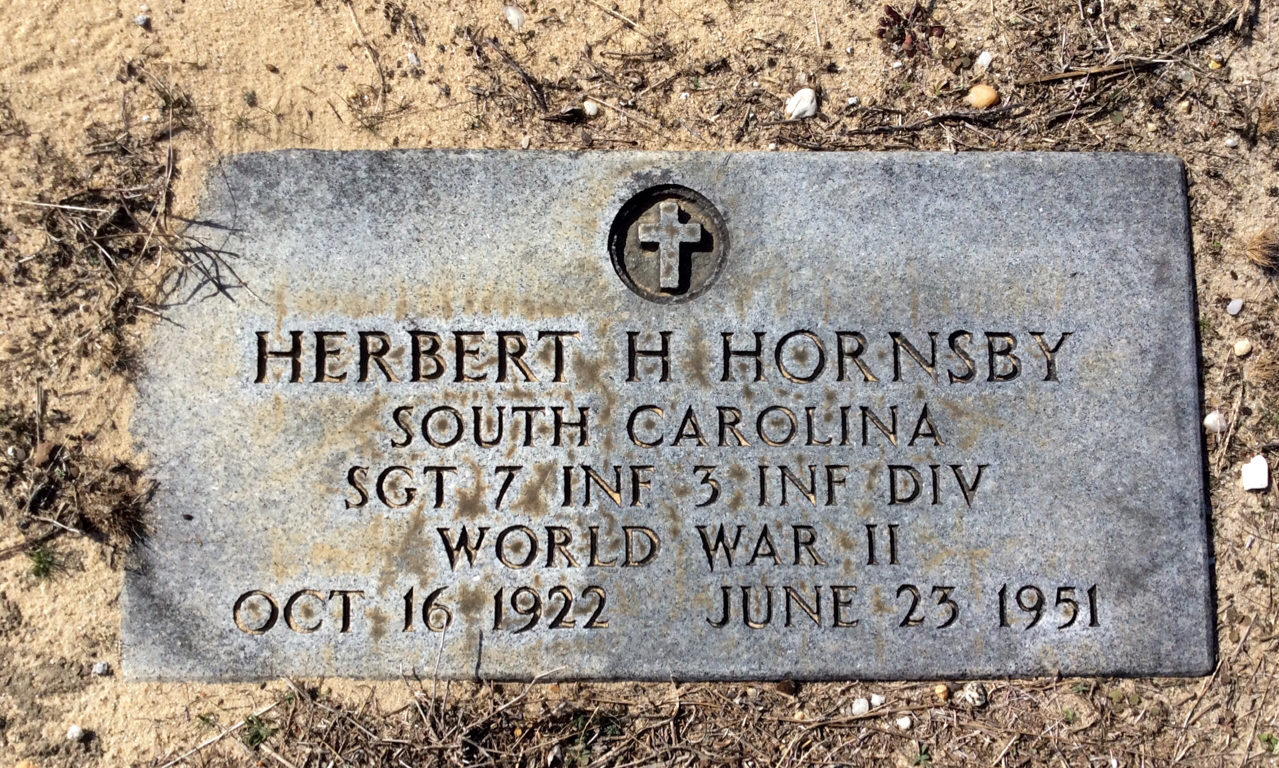 HERBERT H HORNSBY
SOUTH CAROLINA
SGT 7 INF 3 INF DIV
WORLD WAR II
OCT 16 1922 JUNE 23 1951